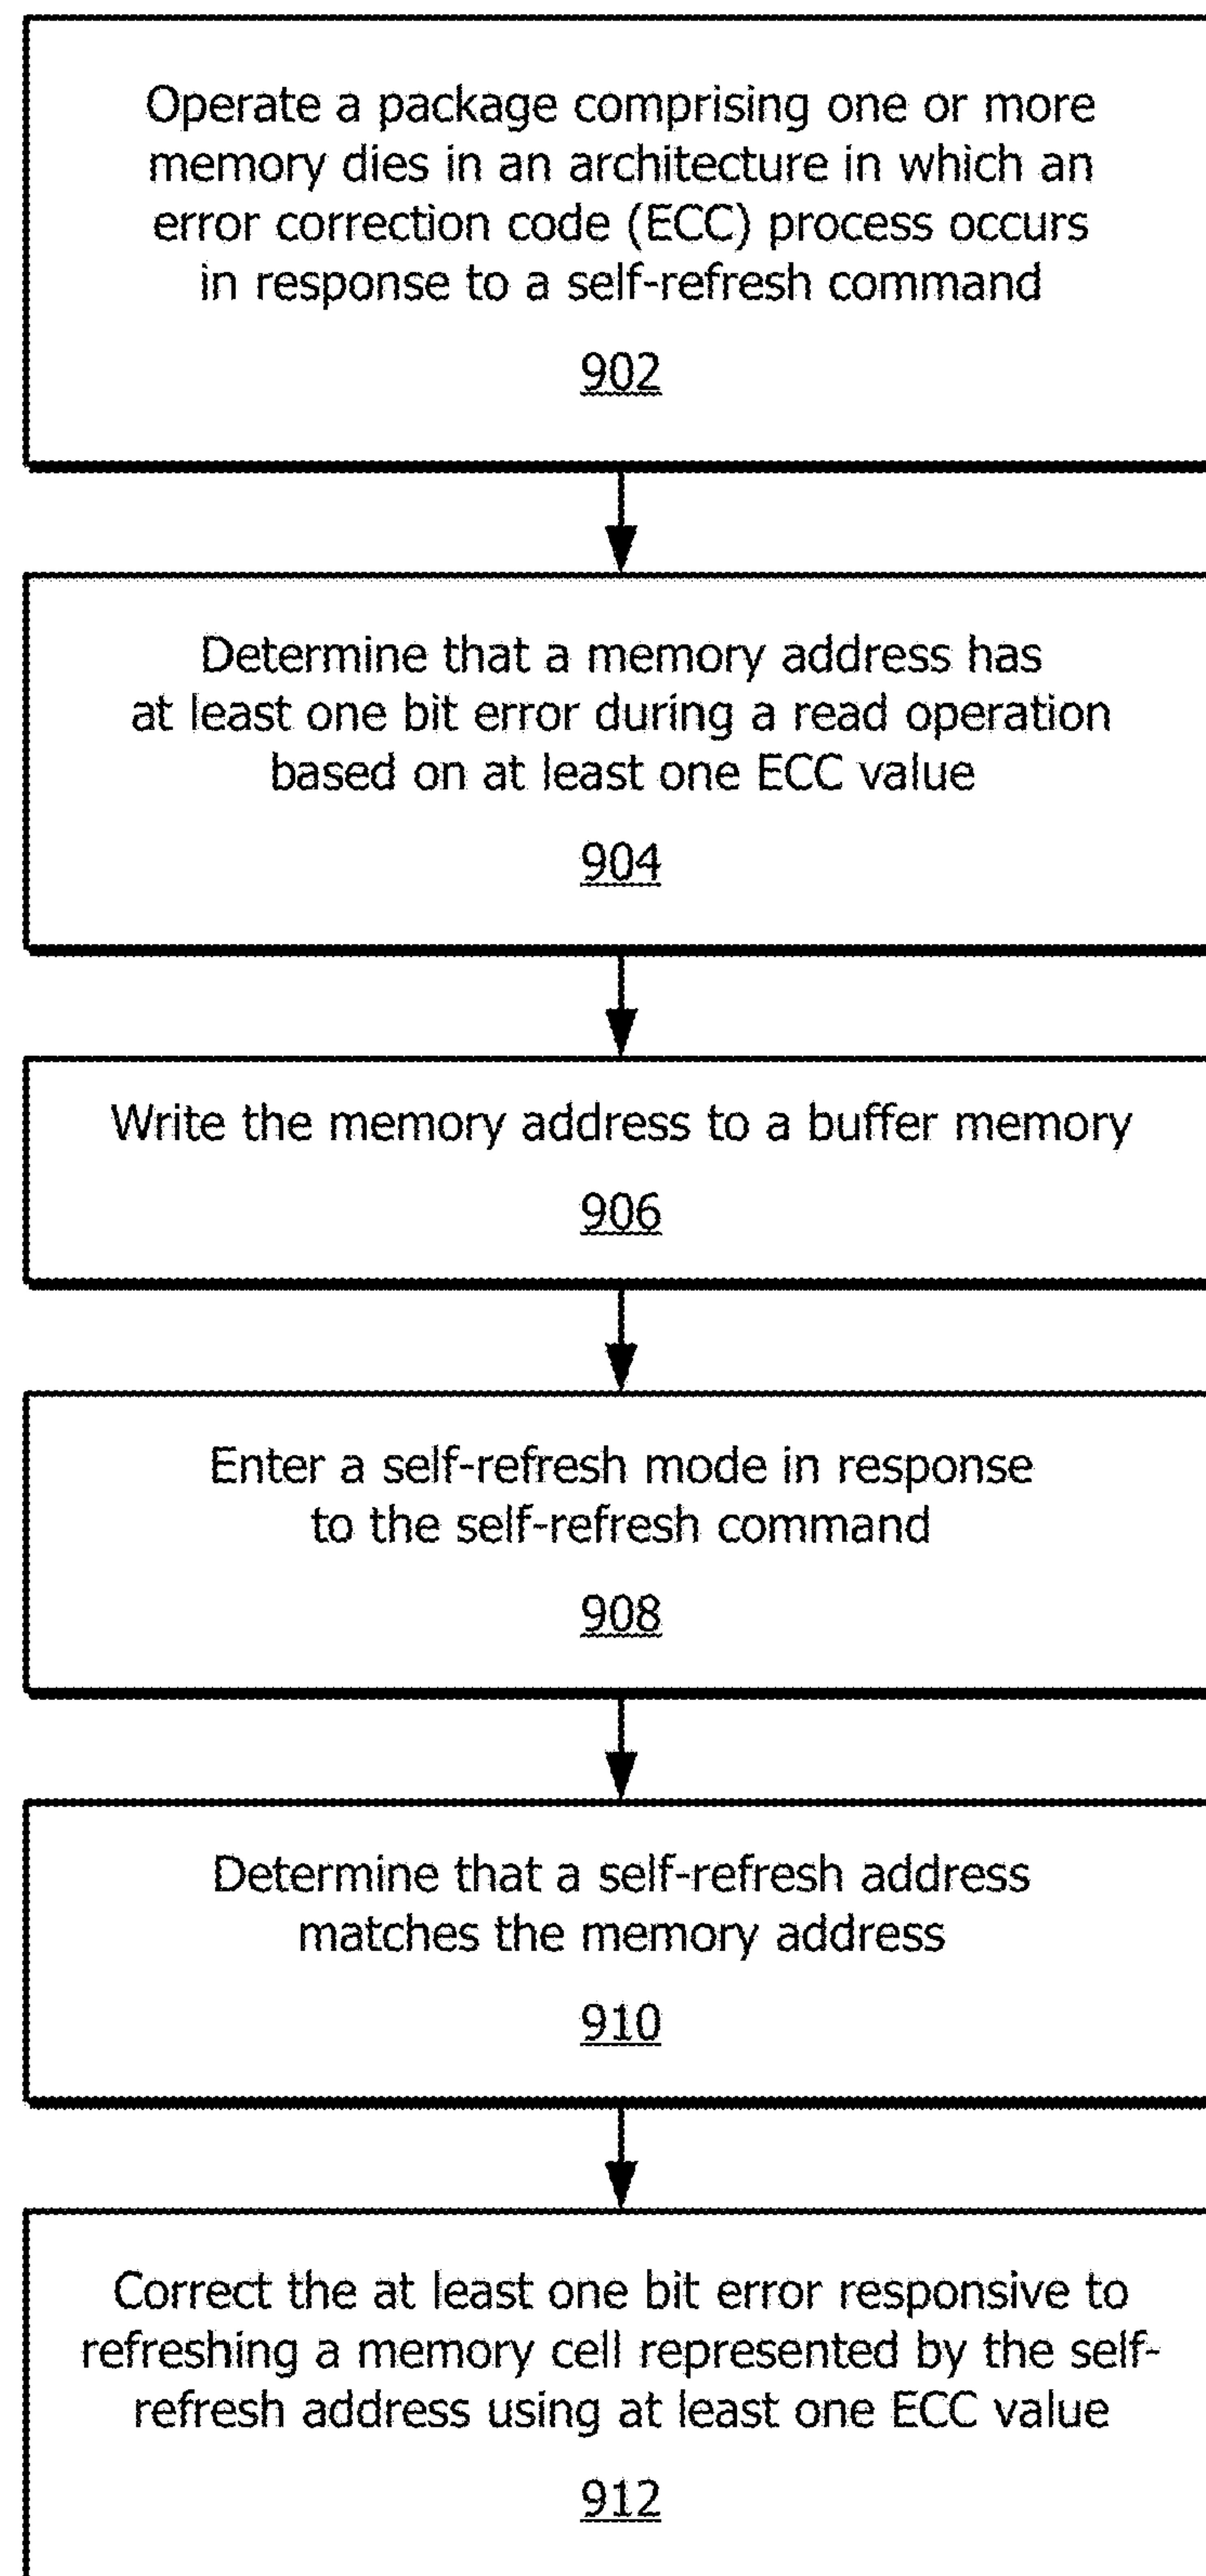 Operate a package comprising one or more
memory dies in an architecture in which an
error correction code (ECC) process occurs
in response to a self-refresh command
902
Determine that a memory address has
at least one bit error during a read operation
based on at least one ECC value
904
Write the memory address to a buffer memory
906
Enter a self-refresh mode in response
to the self-refresh command
908
Determine that a self-refresh address
matches the memory address
910
Correct the at least one bit error responsive to
refreshing a memory cell represented by the self-
refresh address using at least one ECC value
912